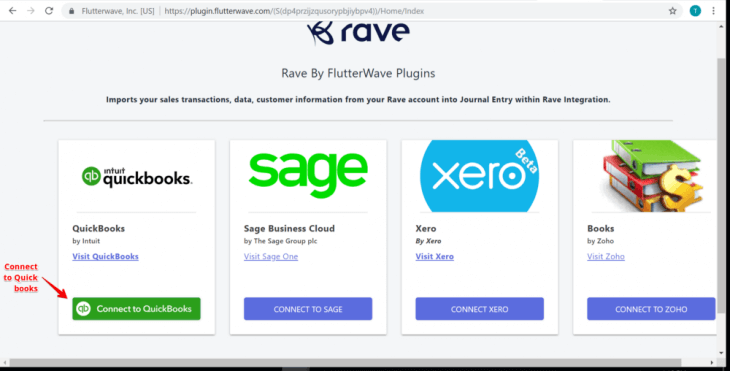 Flutterwave, Inc. [US] | https://plugin.flutterwave.com/(S(dp4przijzqusorypbjiybpv4))/Home/Index
T
rave
Rave By FlutterWave Plugins
Imports your sales transactions, data, customer information from your Rave account into Journal Entry within Rave Integration.
intuit
qb quickbooks.
sage
xero
Beta
QuickBooks
by Intuit
Visit QuickBooks
Sage Business Cloud
by The Sage Group plc
Visit Sage One
Xero
By Xero
Visit Xero
Books
by Zoho
Visit Zoho
Connect
to Quick
books
qb Connect to QuickBooks
CONNECT TO SAGE
CONNECT XERO
CONNECT TO ZOHO